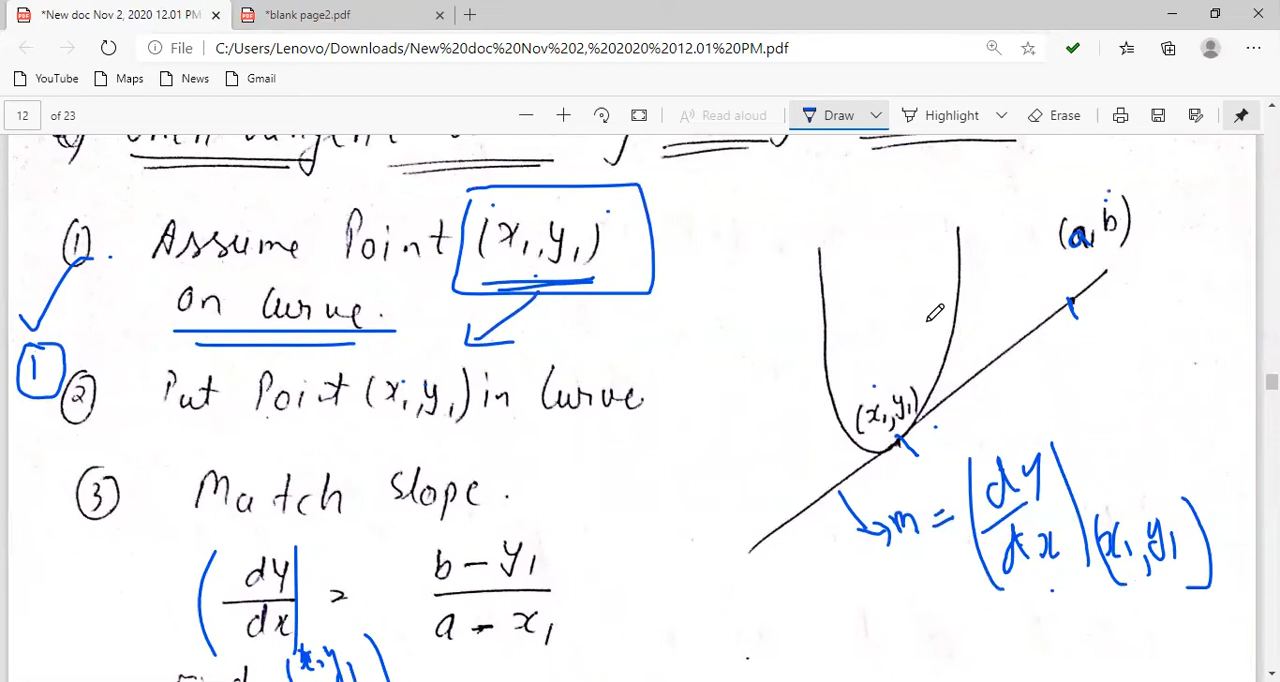 *New doc Nov 2, 2020 12.01 PM
*blank page2.pdf
File C:/Users/Lenovo/Downloads/New%20doc%20Nov%202,%202020%2012.01%20PM.pdf
YouTube Maps News Gmail
12 of 23 Read aloud Draw Highlight Erase
(1) Assume Point (x₁, y₁)
on Curve.
1
(2) Put Point (x₁, y₁) in Curve
(3) Match slope.
dy/dx = b - y₁ / a - x₁
(x₁, y₁)
(a, b)
(x₁, y₁)
m = (dy/dx) (x₁, y₁)